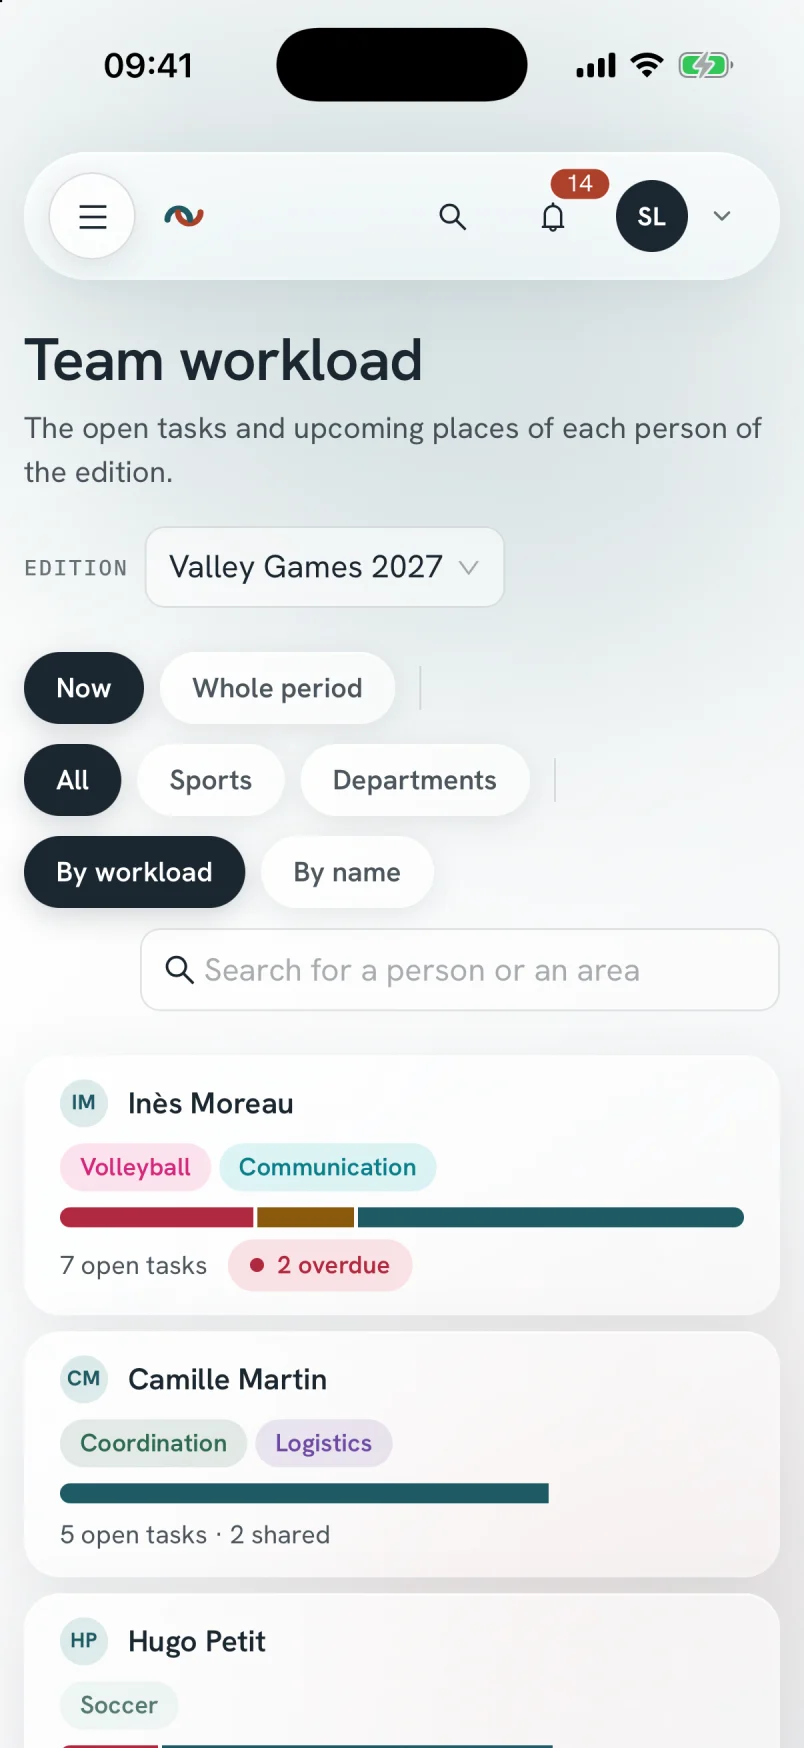 09:41
14
SL
Team workload
The open tasks and upcoming places of each person of
the edition.
EDITION Valley Games 2027
Now Whole period
All Sports Departments
By workload By name
Search for a person or an area
IM Inès Moreau
Volleyball Communication
7 open tasks 2 overdue
CM Camille Martin
Coordination Logistics
5 open tasks · 2 shared
HP Hugo Petit
Soccer